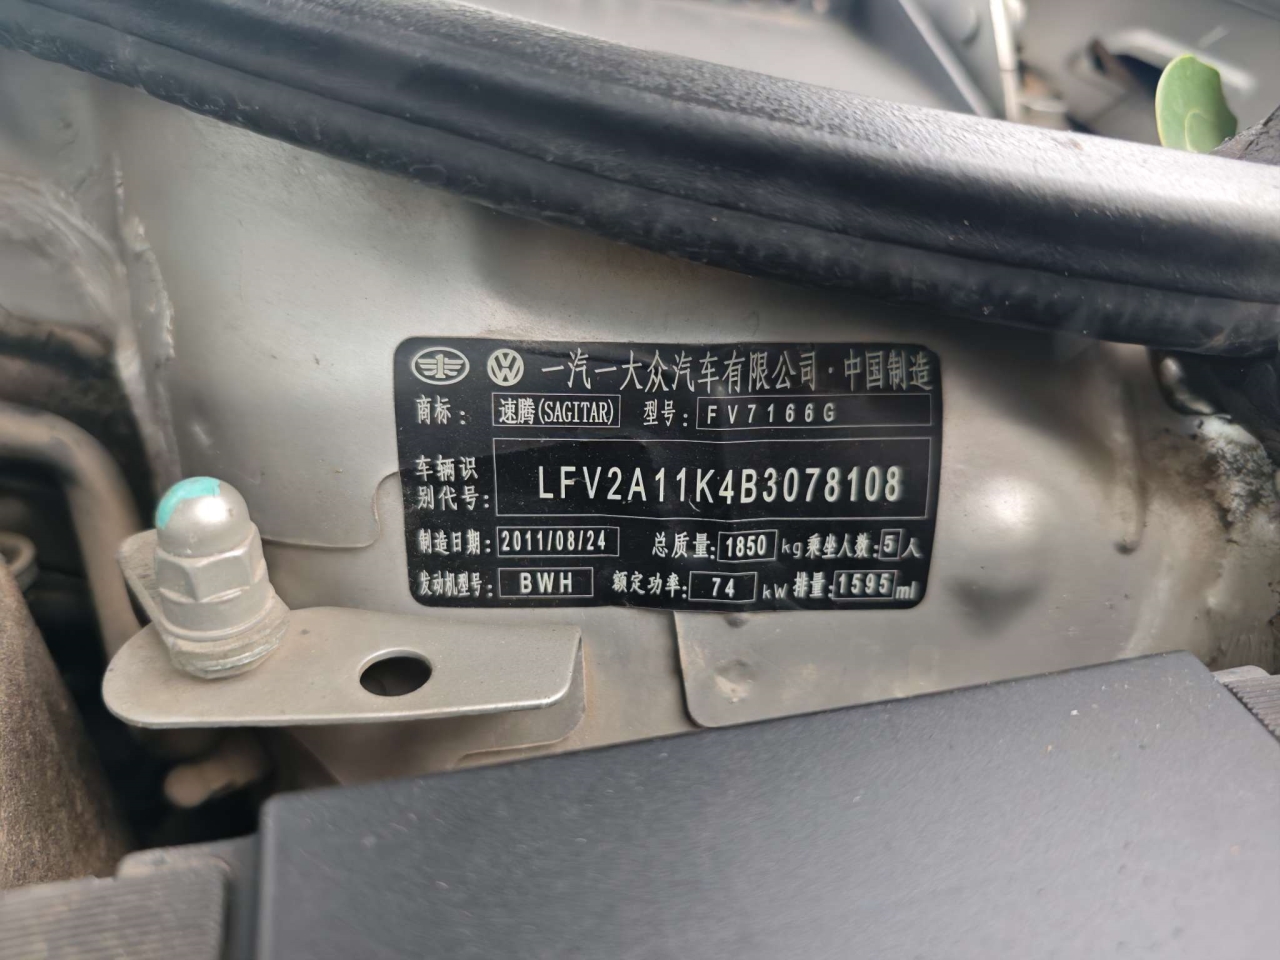 一汽一大众汽车有限公司·中国制造
商标: 速腾(SAGITAR) 型号: FV7166G
车辆识别代号: LFV2A11K4B3078108
制造日期: 2011/08/24 总质量: 1850 kg 乘坐人数: 5 人
发动机型号: BWH 额定功率: 74 kW 排量: 1595 ml